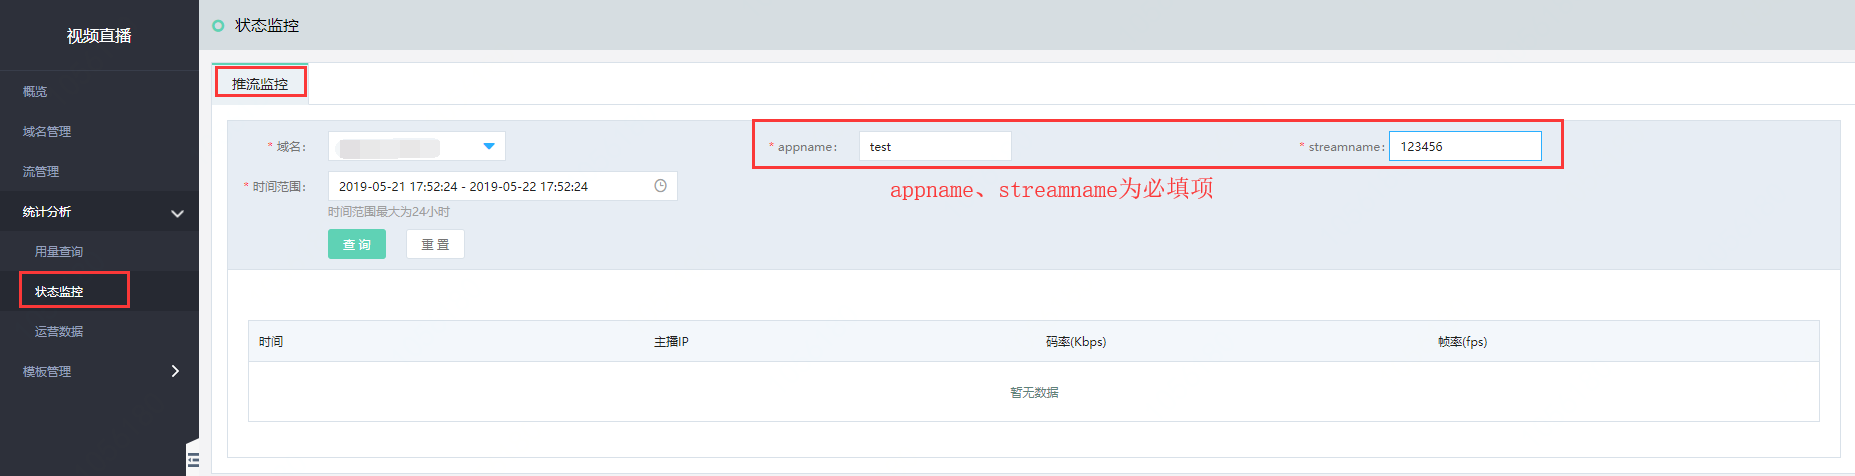 视频直播
概览
域名管理
流管理
统计分析
用量查询
状态监控
运营数据
模板管理
状态监控
推流监控
* 域名：
* appname： test
* streamname： 123456
* 时间范围： 2019-05-21 17:52:24 - 2019-05-22 17:52:24
时间范围最大为24小时
appname、streamname为必填项
查 询 重 置
时间 主播IP 码率(Kbps) 帧率(fps)
暂无数据